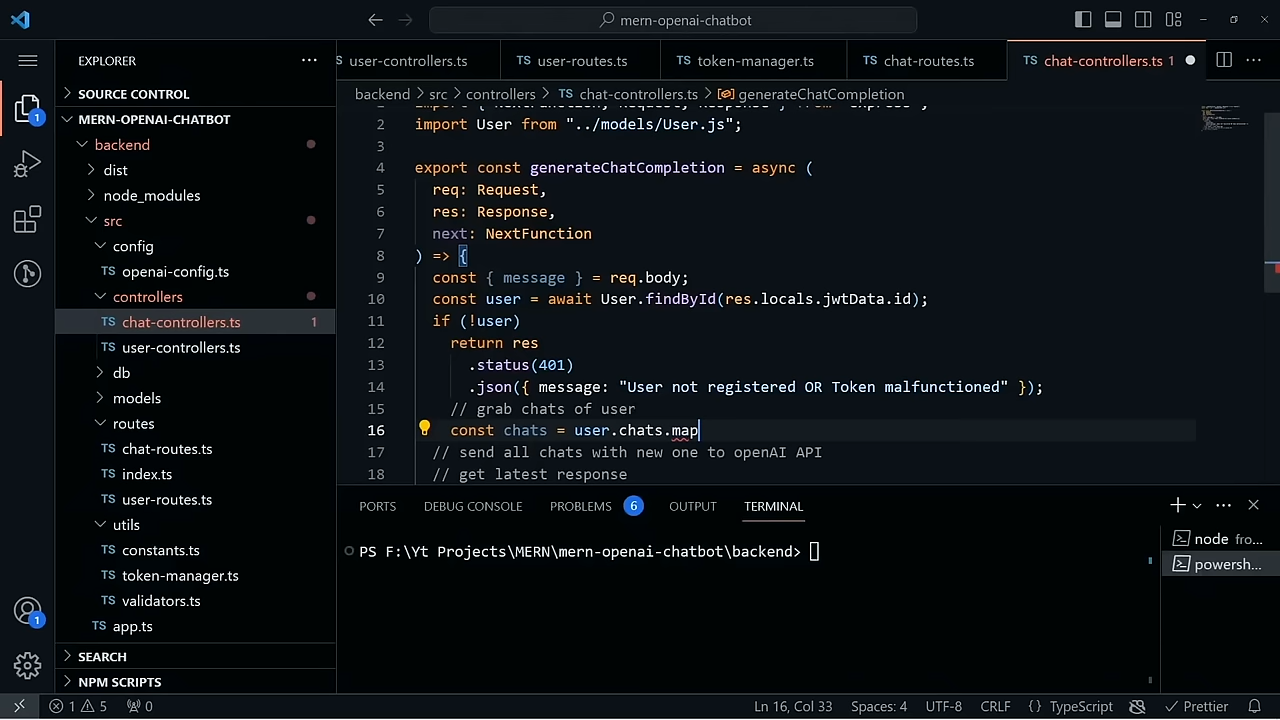 mern-openai-chatbot
EXPLORER
SOURCE CONTROL
MERN-OPENAI-CHATBOT
backend
dist
node_modules
src
config
TS openai-config.ts
controllers
TS chat-controllers.ts 1
TS user-controllers.ts
db
models
routes
TS chat-routes.ts
TS index.ts
TS user-routes.ts
utils
TS constants.ts
TS token-manager.ts
TS validators.ts
TS app.ts
SEARCH
NPM SCRIPTS
1
1
S user-controllers.ts
TS user-routes.ts
TS token-manager.ts
TS chat-routes.ts
TS chat-controllers.ts 1
backend > src > controllers > TS chat-controllers.ts > generateChatCompletion
2 import User from "../models/User.js";
3
4 export const generateChatCompletion = async (
5 req: Request,
6 res: Response,
7 next: NextFunction
8 ) => {
9 const { message } = req.body;
10 const user = await User.findById(res.locals.jwtData.id);
11 if (!user)
12 return res
13 .status(401)
14 .json({ message: "User not registered OR Token malfunctioned" });
15 // grab chats of user
16 const chats = user.chats.map
17 // send all chats with new one to openAI API
18 // get latest response
PORTS DEBUG CONSOLE PROBLEMS 6 OUTPUT TERMINAL
PS F:\Yt Projects\MERN\mern-openai-chatbot\backend>
node fro...
powersh...
1 5 0 Ln 16, Col 33 Spaces: 4 UTF-8 CRLF {} TypeScript Prettier